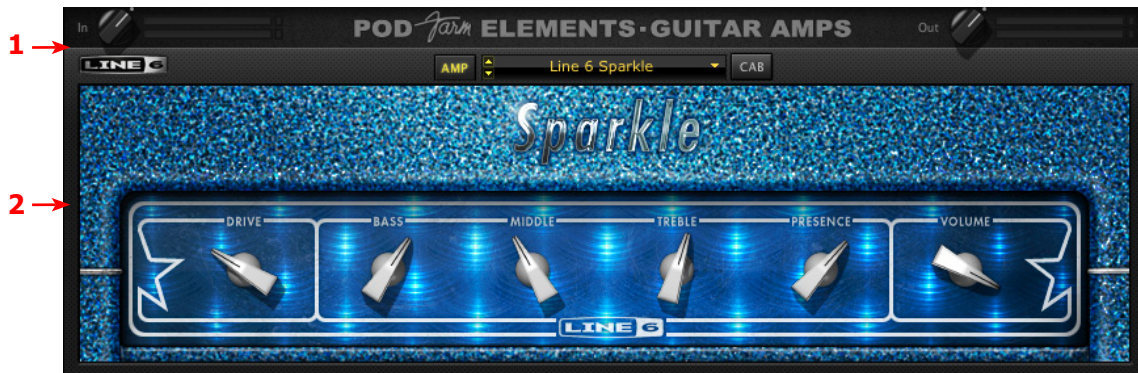 In POD Farm ELEMENTS·GUITAR AMPS Out
1
LINE 6 AMP Line 6 Sparkle CAB
Sparkle
2
DRIVE BASS MIDDLE TREBLE PRESENCE VOLUME
LINE 6